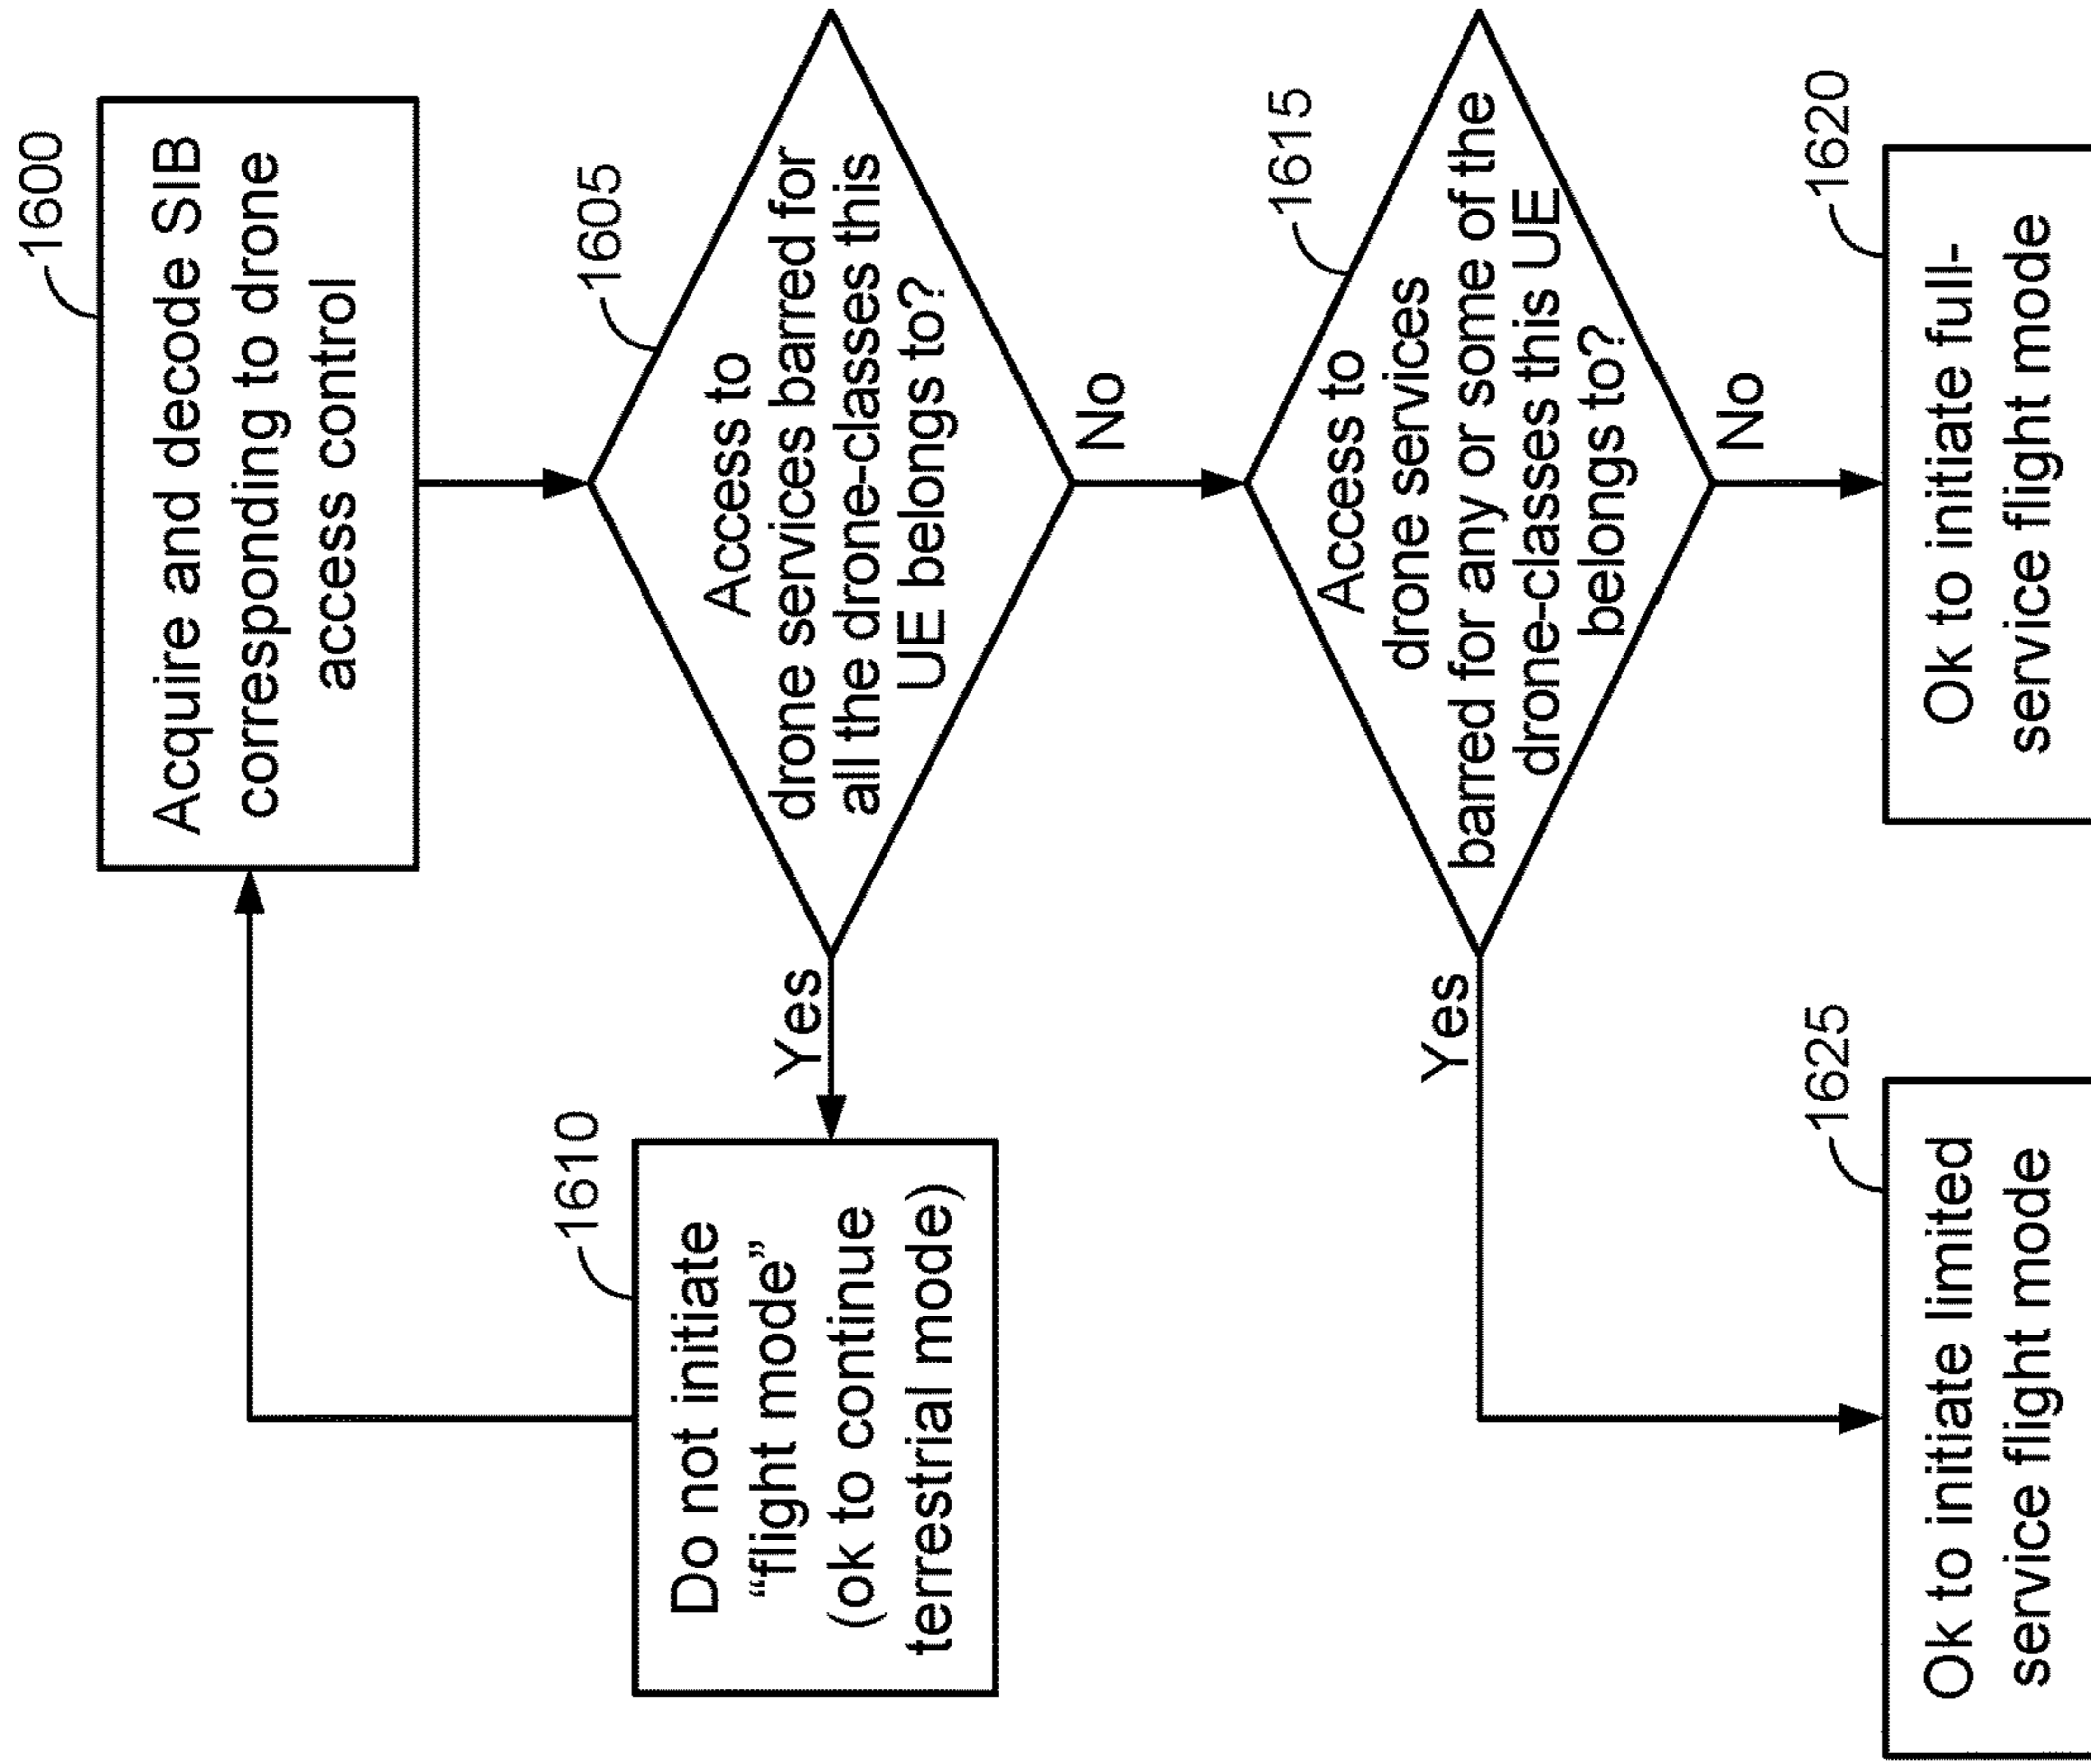 1600
Acquire and decode SIB
corresponding to drone
access control
1605
Access to
drone services barred for
all the drone-classes this
UE belongs to?
Yes
No
1610
Do not initiate
“flight mode”
(ok to continue
terrestrial mode)
1615
Access to
drone services
barred for any or some of the
drone-classes this UE
belongs to?
Yes
No
1620
Ok to initiate full-
service flight mode
1625
Ok to initiate limited
service flight mode